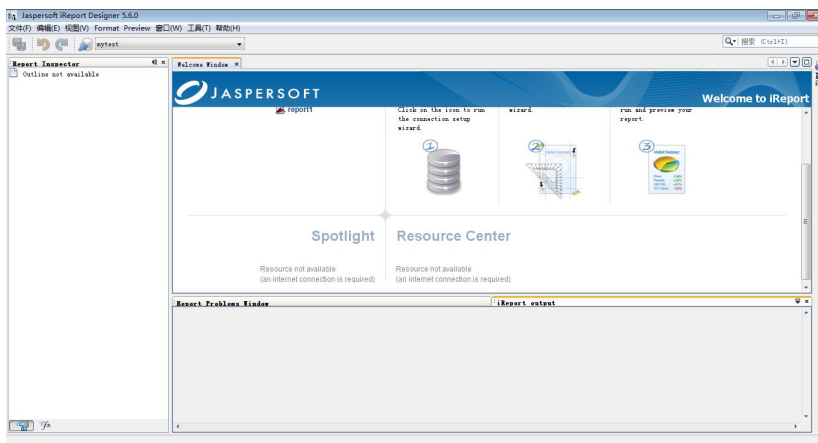 Jaspersoft iReport Designer 5.6.0
文件(F) 编辑(E) 视图(V) Format Preview 窗口(W) 工具(T) 帮助(H)
mytest
搜索 (Ctrl+I)
Report Inspector
Welcome Window
Outline not available
JASPERSOFT
Welcome to iReport
report1
Click on the icon to run
the connection setup
wizard.
wizard.
run and preview your
report.
1
2
3
Spotlight
Resource Center
Resource not available
(an internet connection is required)
Resource not available
(an internet connection is required)
Report Problems Window
iReport output
fx